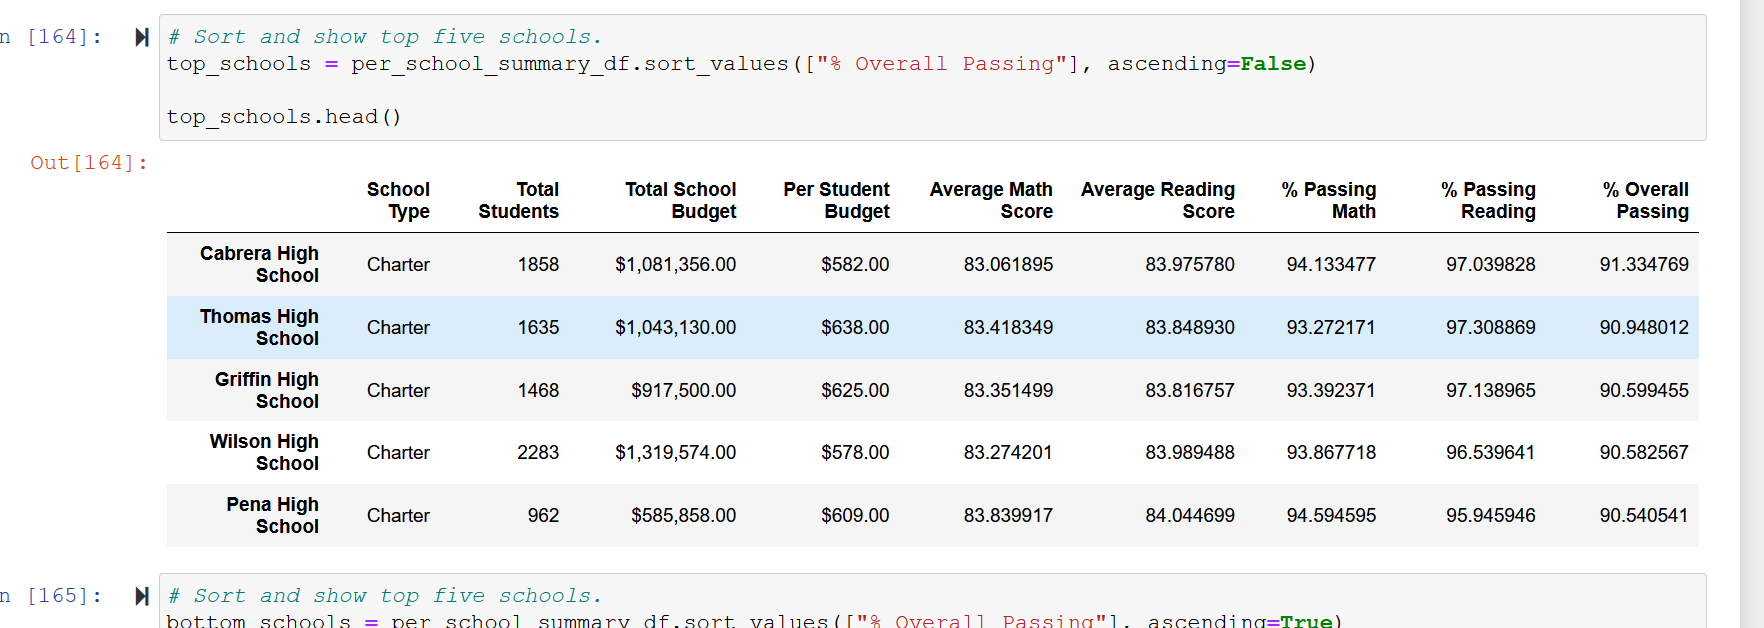 n [164]:
# Sort and show top five schools.
top_schools = per_school_summary_df.sort_values(["% Overall Passing"], ascending=False)
top_schools.head()
Out[164]:
School Type Total Students Total School Budget Per Student Budget Average Math Score Average Reading Score % Passing Math % Passing Reading % Overall Passing
Cabrera High School Charter 1858 $1,081,356.00 $582.00 83.061895 83.975780 94.133477 97.039828 91.334769
Thomas High School Charter 1635 $1,043,130.00 $638.00 83.418349 83.848930 93.272171 97.308869 90.948012
Griffin High School Charter 1468 $917,500.00 $625.00 83.351499 83.816757 93.392371 97.138965 90.599455
Wilson High School Charter 2283 $1,319,574.00 $578.00 83.274201 83.989488 93.867718 96.539641 90.582567
Pena High School Charter 962 $585,858.00 $609.00 83.839917 84.044699 94.594595 95.945946 90.540541
n [165]:
# Sort and show top five schools.
bottom_schools = per_school_summary_df.sort_values(["% Overall Passing"], ascending=True)